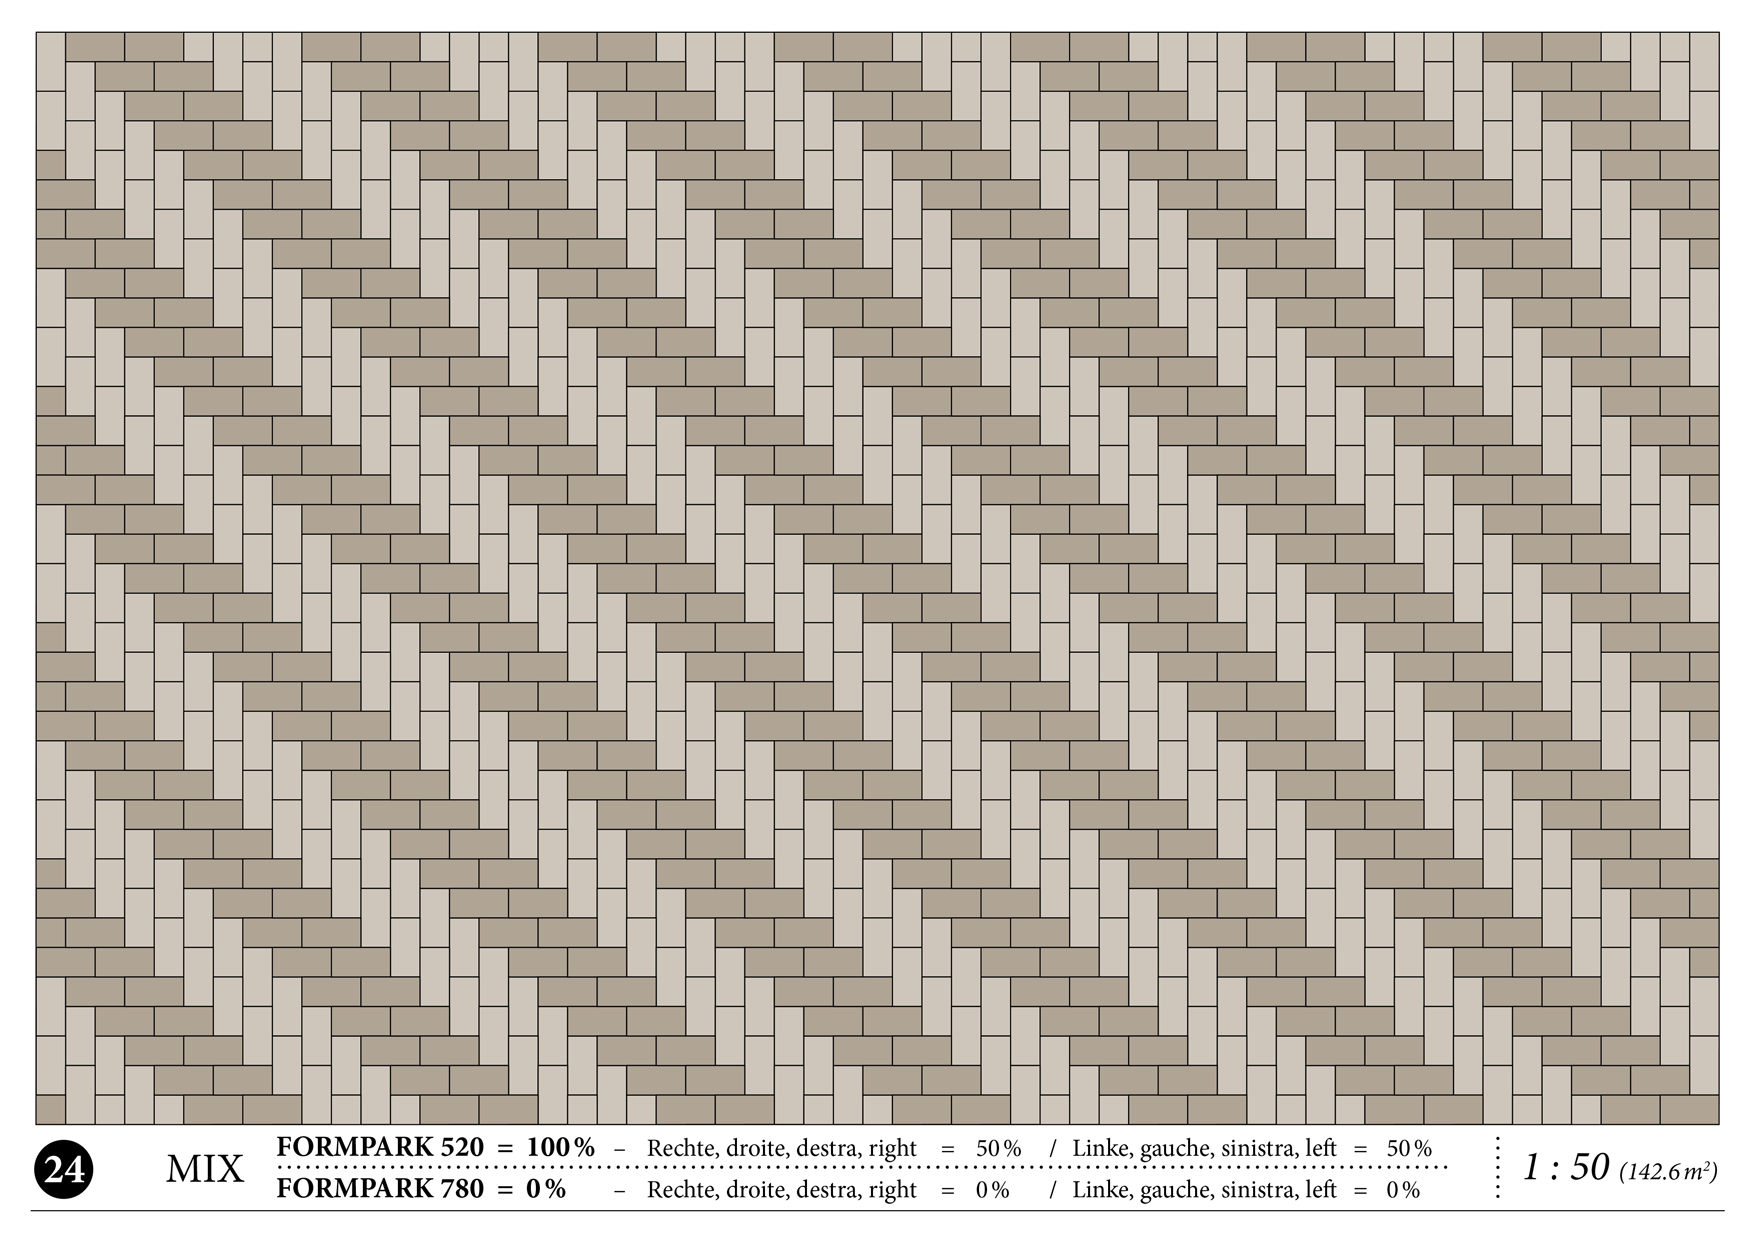 24 MIX
FORMPARK 520 = 100% – Rechte, droite, destra, right = 50% / Linke, gauche, sinistra, left = 50%
FORMPARK 780 = 0% – Rechte, droite, destra, right = 0% / Linke, gauche, sinistra, left = 0%
1 : 50 (142.6 m²)